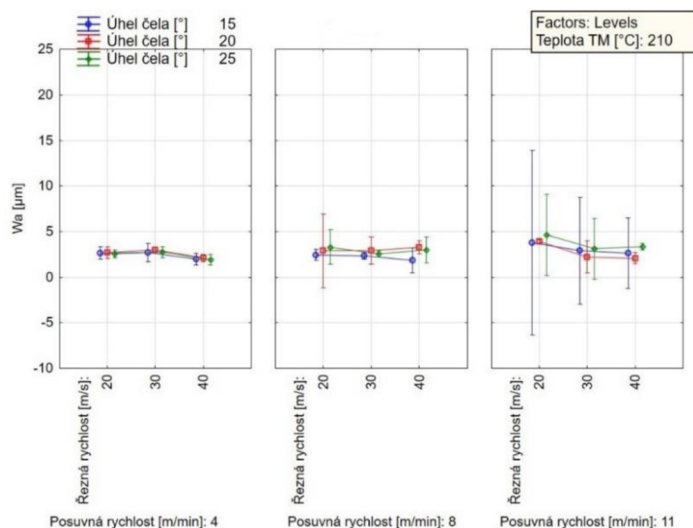 Úhel čela [°] 15
Úhel čela [°] 20
Úhel čela [°] 25
Factors: Levels
Teplota TM [°C]: 210
Wa [µm]
25
20
15
10
5
0
-5
-10
Řezná rychlost [m/s]:
20
30
40
Řezná rychlost [m/s]:
20
30
40
Řezná rychlost [m/s]:
20
30
40
Posuvná rychlost [m/min]: 4
Posuvná rychlost [m/min]: 8
Posuvná rychlost [m/min]: 11